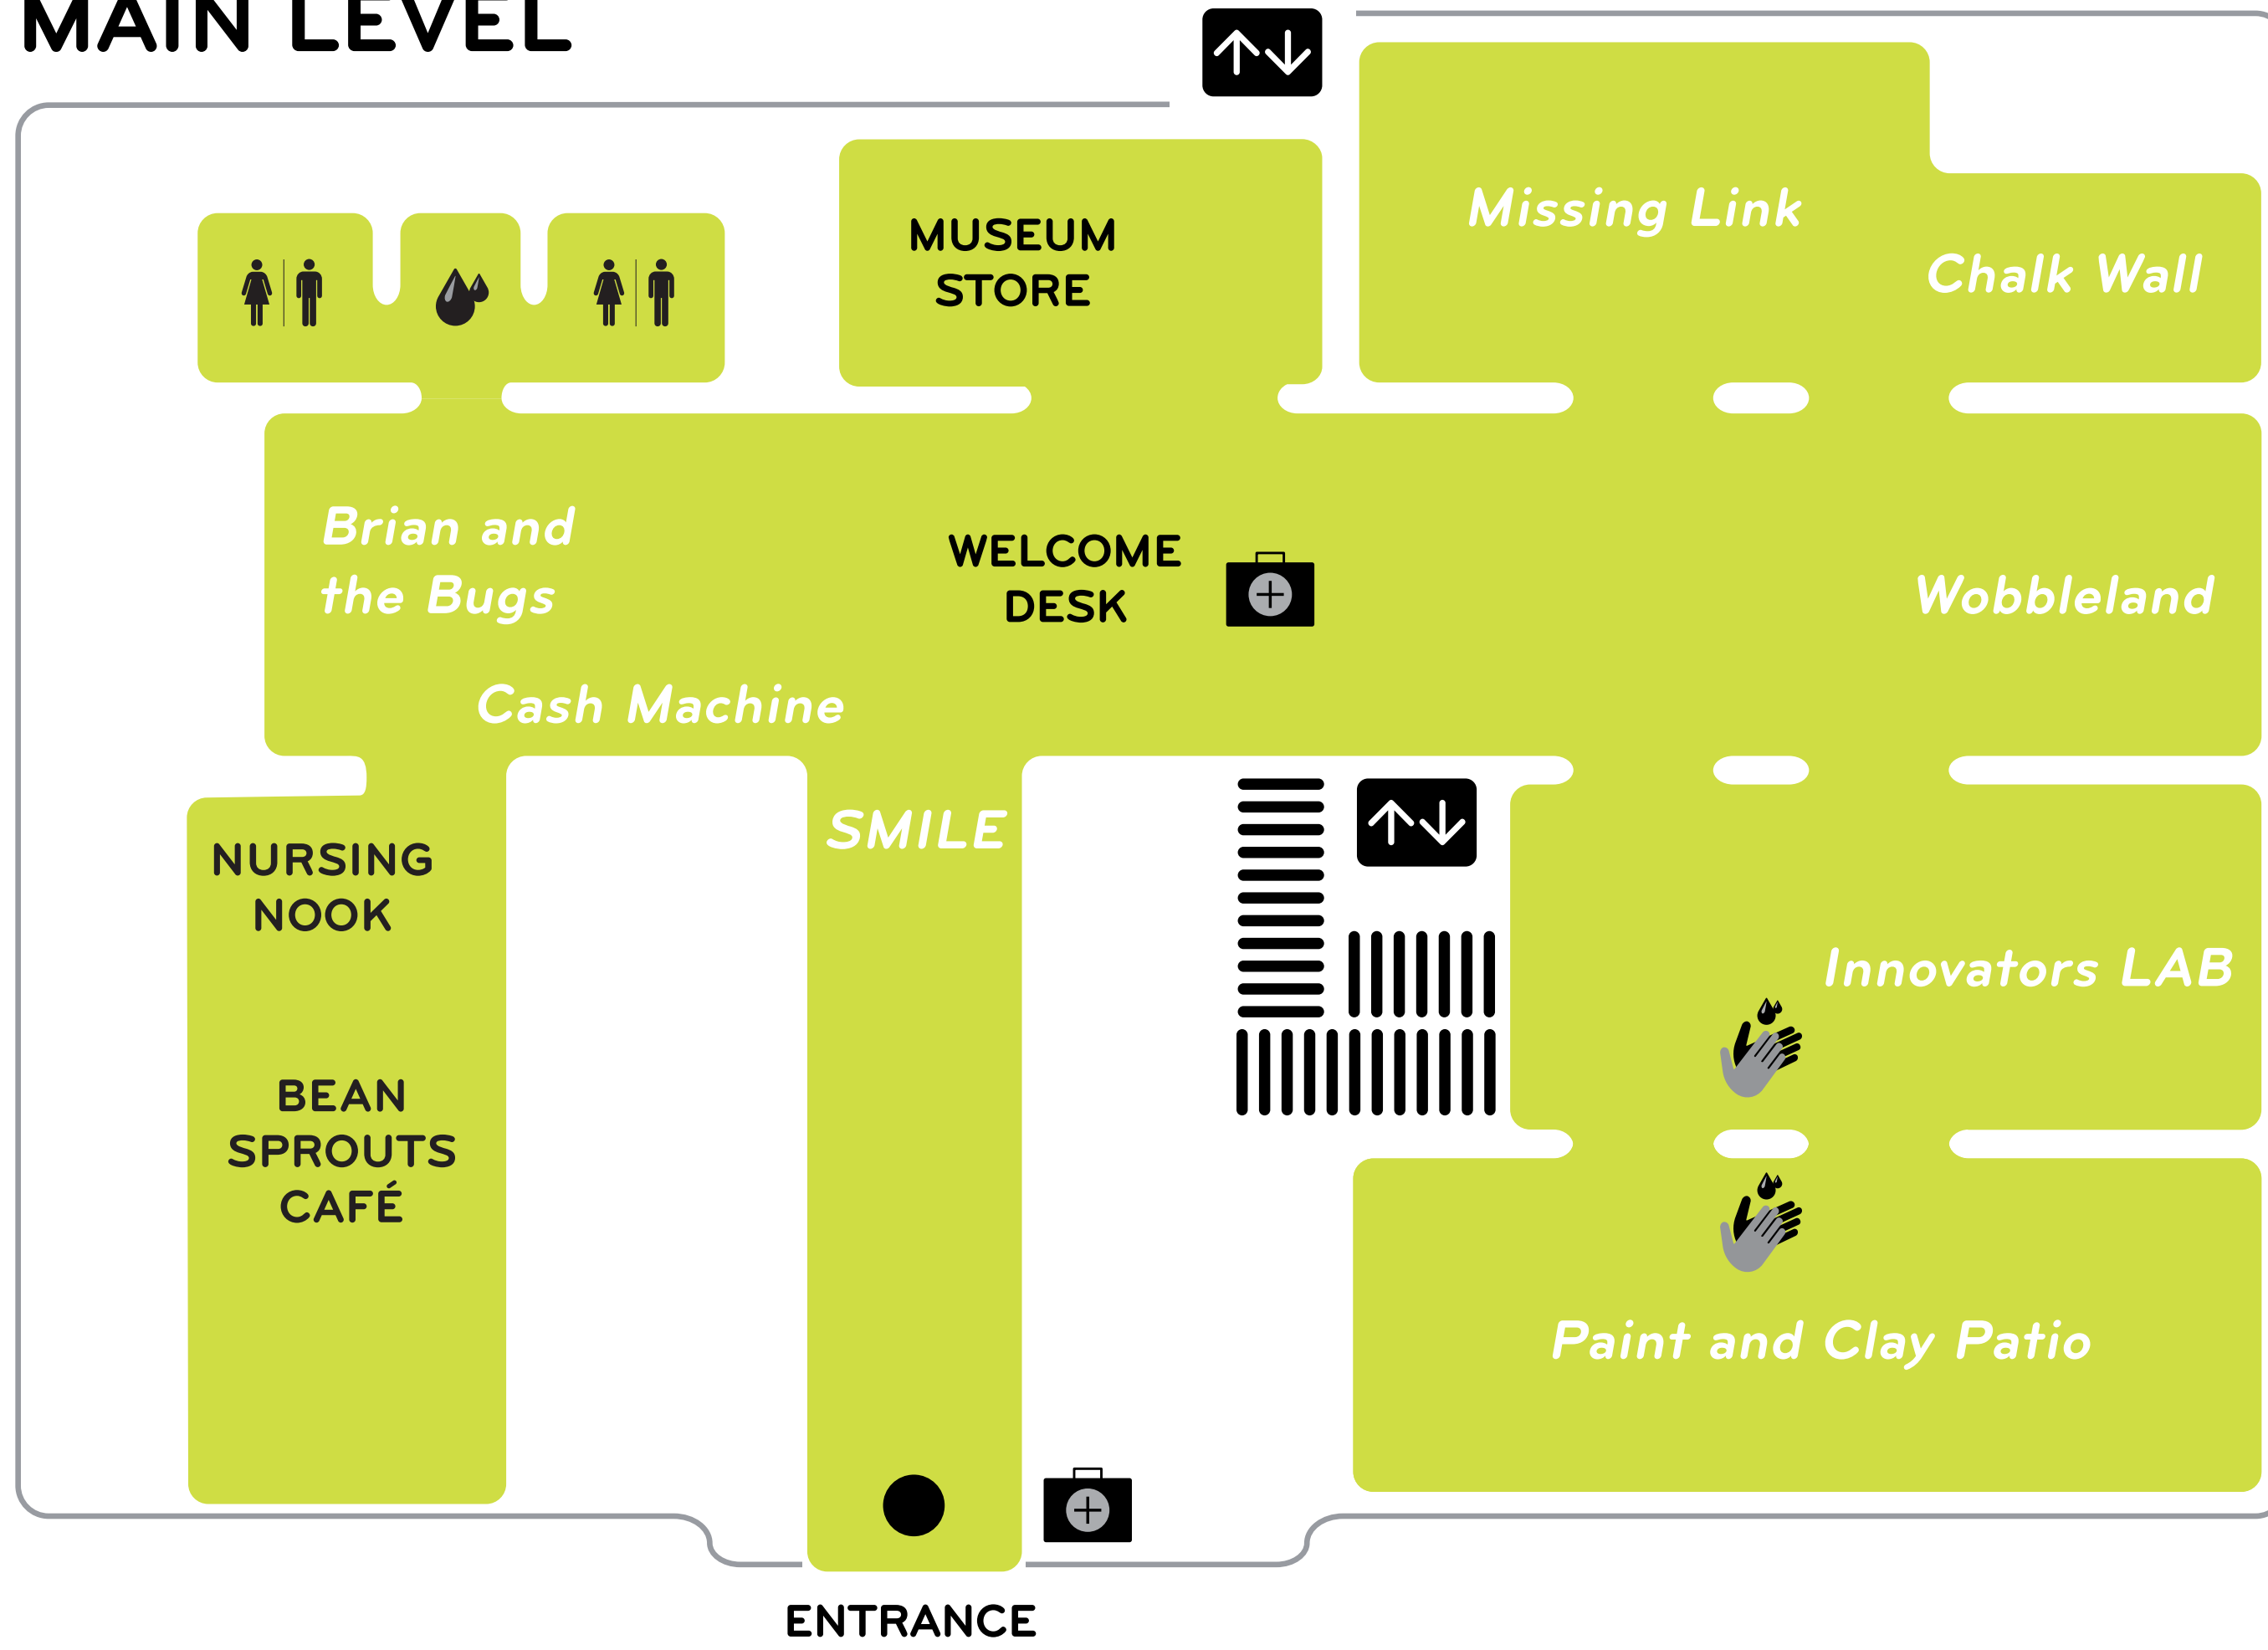 MAIN LEVEL
MUSEUM
STORE
Missing Link
Chalk Wall
Brian and
the Bugs
WELCOME
DESK
Wobbleland
Cash Machine
SMILE
NURSING
NOOK
Innovators LAB
BEAN
SPROUTS
CAFÉ
Paint and Clay Patio
ENTRANCE